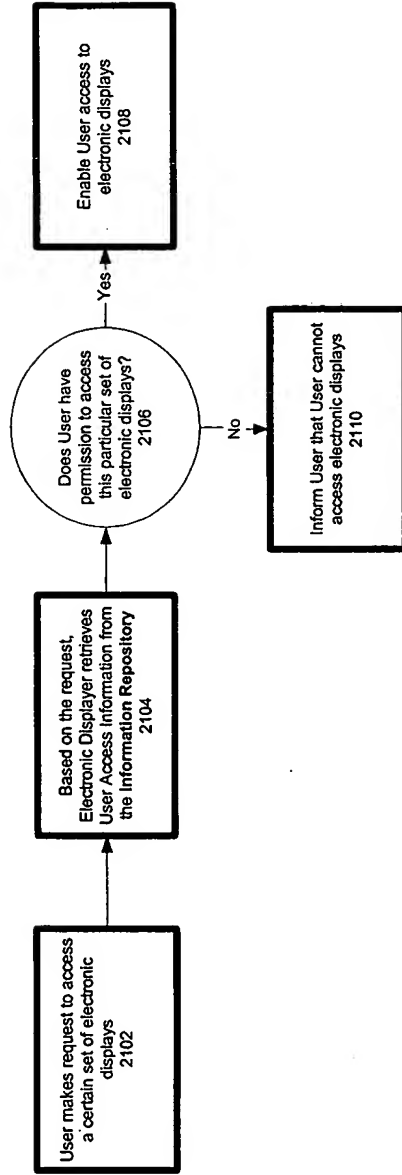 User makes request to access
a certain set of electronic
displays
2102
Based on the request,
Electronic Displayer retrieves
User Access Information from
the Information Repository
2104
Does User have
permission to access
this particular set of
electronic displays?
2106
Yes
Enable User access to
electronic displays
2108
No
Inform User that User cannot
access electronic displays
2110